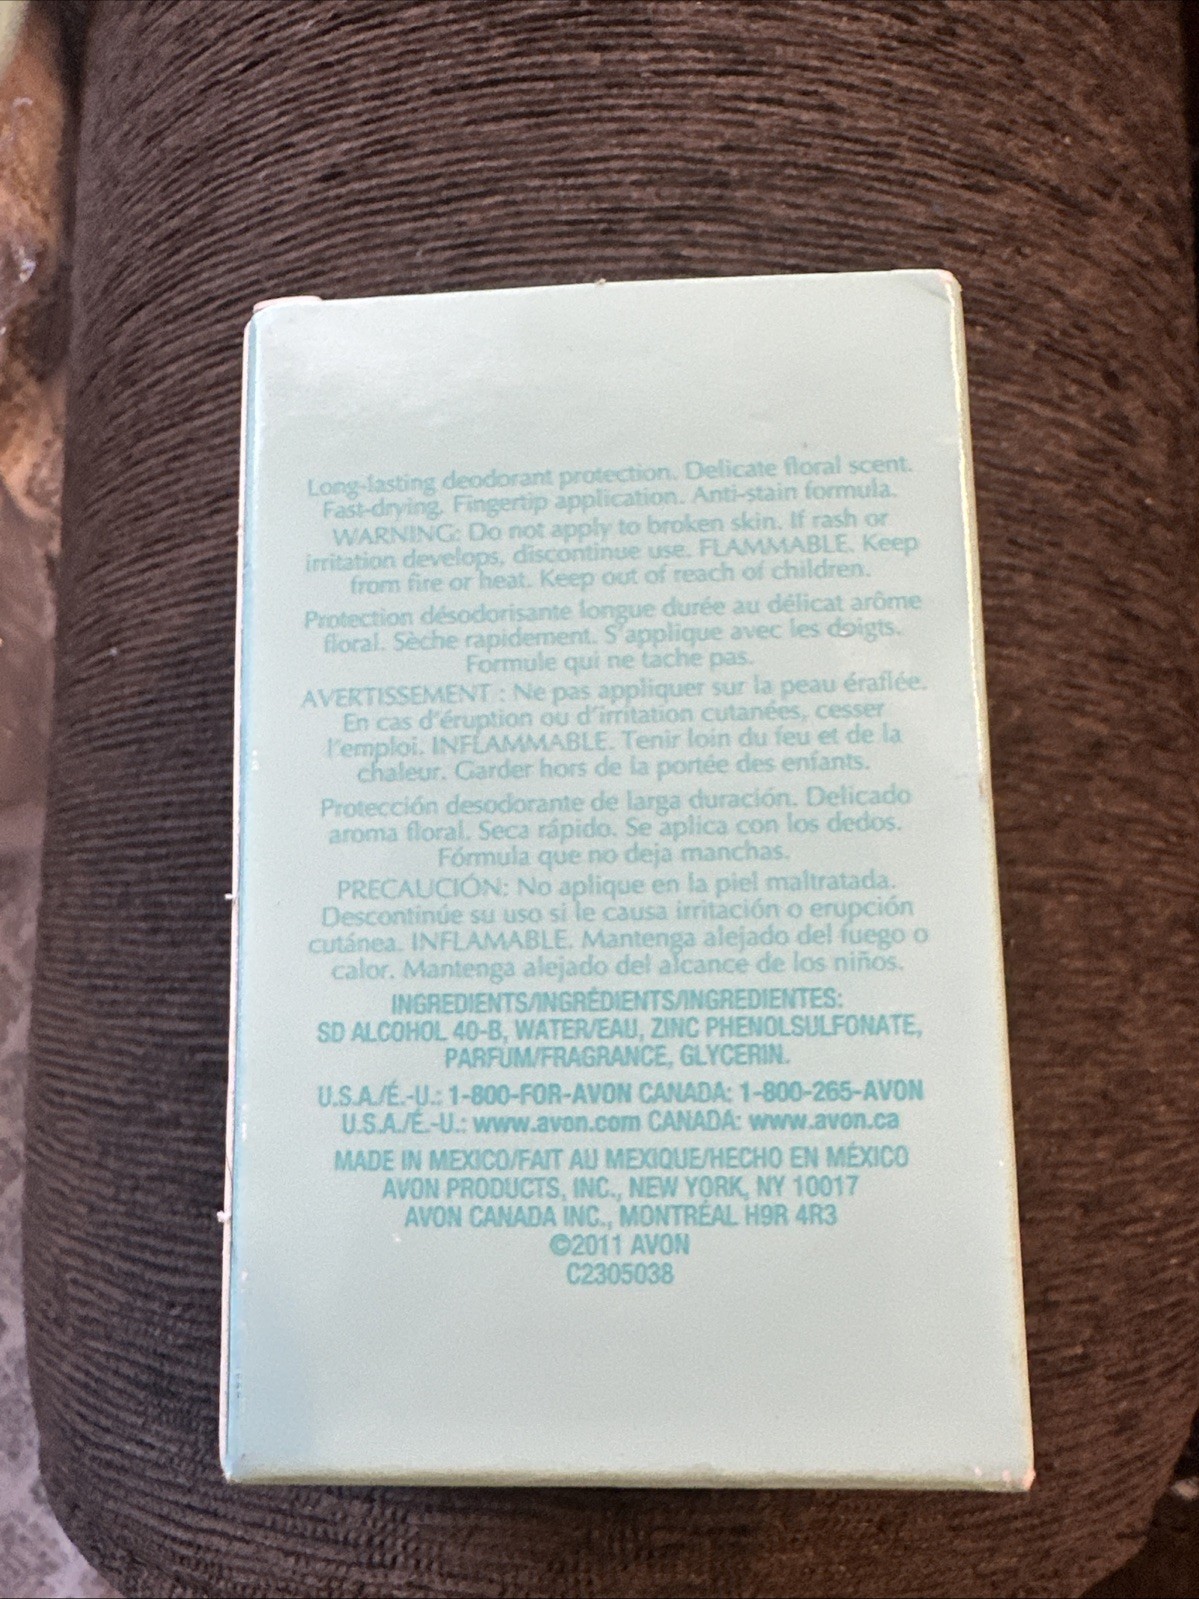 Long-lasting deodorant protection. Delicate floral scent.
Fast-drying. Fingertip application. Anti-stain formula.
WARNING: Do not apply to broken skin. If rash or
irritation develops, discontinue use. FLAMMABLE. Keep
from fire or heat. Keep out of reach of children.
Protection désodorisante longue durée au délicat arôme
floral. Sèche rapidement. S'applique avec les doigts.
Formule qui ne tache pas.
AVERTISSEMENT : Ne pas appliquer sur la peau éraflée.
En cas d'éruption ou d'irritation cutanées, cesser
l'emploi. INFLAMMABLE. Tenir loin du feu et de la
chaleur. Garder hors de la portée des enfants.
Protección desodorante de larga duración. Delicado
aroma floral. Seca rápido. Se aplica con los dedos.
Fórmula que no deja manchas.
PRECAUCIÓN: No aplique en la piel maltratada.
Descontinúe su uso si le causa irritación o erupción
cutánea. INFLAMABLE. Mantenga alejado del fuego o
calor. Mantenga alejado del alcance de los niños.
INGREDIENTS/INGRÉDIENTS/INGREDIENTES:
SD ALCOHOL 40-B, WATER/EAU, ZINC PHENOLSULFONATE,
PARFUM/FRAGRANCE, GLYCERIN.
U.S.A./É.-U.: 1-800-FOR-AVON CANADA: 1-800-265-AVON
U.S.A./É.-U.: www.avon.com CANADA: www.avon.ca
MADE IN MEXICO/FAIT AU MEXIQUE/HECHO EN MÉXICO
AVON PRODUCTS, INC., NEW YORK, NY 10017
AVON CANADA INC., MONTRÉAL H9R 4R3
©2011 AVON
C2305038